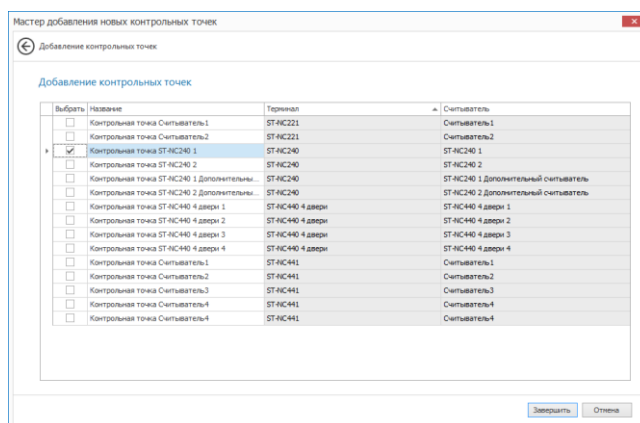 Мастер добавления новых контрольных точек
Добавление контрольных точек
Добавление контрольных точек
Выбрать Название Терминал Считыватель
Контрольная точка Считыватель1 ST-NC221 Считыватель1
Контрольная точка Считыватель2 ST-NC221 Считыватель2
Контрольная точка ST-NC240 1 ST-NC240 ST-NC240 1
Контрольная точка ST-NC240 2 ST-NC240 ST-NC240 2
Контрольная точка ST-NC240 1 Дополнительны... ST-NC240 ST-NC240 1 Дополнительный считыватель
Контрольная точка ST-NC240 2 Дополнительны... ST-NC240 ST-NC240 2 Дополнительный считыватель
Контрольная точка ST-NC440 4 двери 1 ST-NC440 4 двери ST-NC440 4 двери 1
Контрольная точка ST-NC440 4 двери 2 ST-NC440 4 двери ST-NC440 4 двери 2
Контрольная точка ST-NC440 4 двери 3 ST-NC440 4 двери ST-NC440 4 двери 3
Контрольная точка ST-NC440 4 двери 4 ST-NC440 4 двери ST-NC440 4 двери 4
Контрольная точка Считыватель1 ST-NC441 Считыватель1
Контрольная точка Считыватель2 ST-NC441 Считыватель2
Контрольная точка Считыватель3 ST-NC441 Считыватель3
Контрольная точка Считыватель4 ST-NC441 Считыватель4
Контрольная точка Считыватель4 ST-NC441 Считыватель4
Завершить Отмена